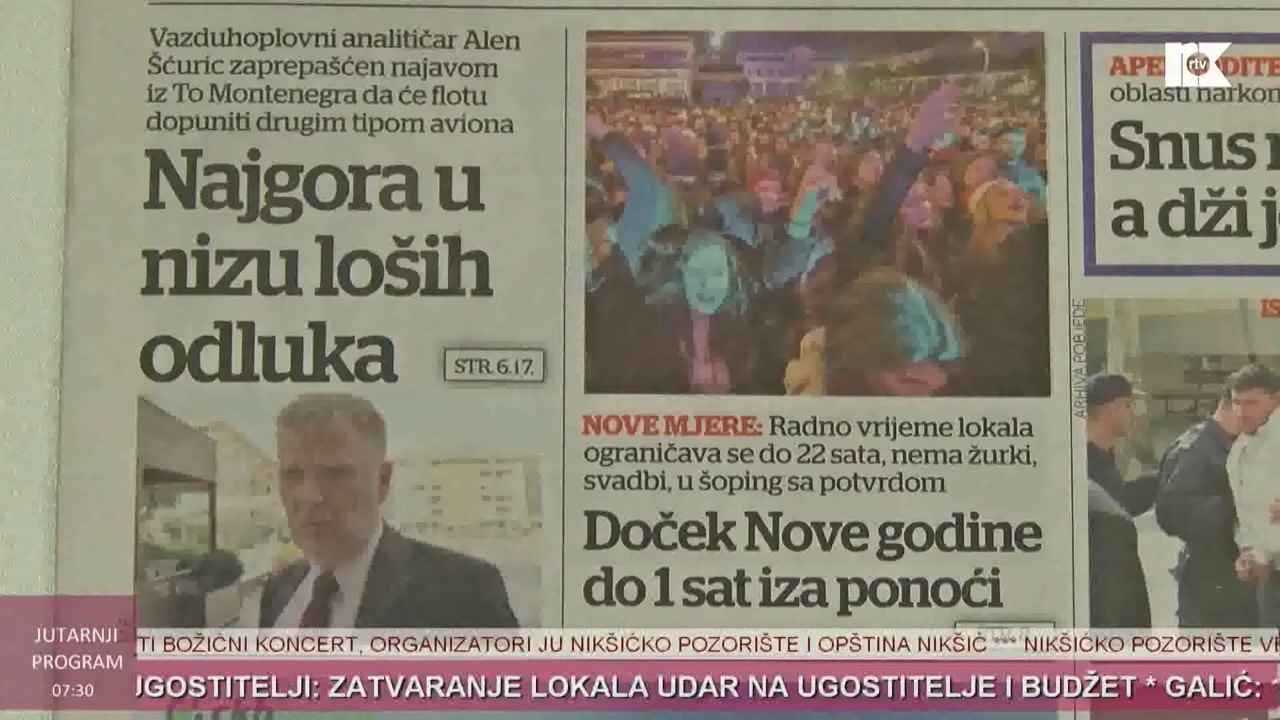 Vazduhoplovni analitičar Alen
Šćuric zaprepašćen najavom
iz To Montenegra da će flotu
dopuniti drugim tipom aviona
Najgora u
nizu loših
odluka
STR. 6.17.
NOVE MJERE: Radno vrijeme lokala
ograničava se do 22 sata, nema žurki,
svadbi, u šoping sa potvrdom
Doček Nove godine
do 1 sat iza ponoći
rtv
oblasti narkom
Snus
a dži
ARHIVA POBJEDE
JUTARNJI
PROGRAM
07:30
TI BOŽIĆNI KONCERT, ORGANIZATORI JU NIKŠIĆKO POZORIŠTE I OPŠTINA NIKŠIĆ *** NIKŠIĆKO POZORIŠTE
UGOSTITELJI: ZATVARANJE LOKALA UDAR NA UGOSTITELJE I BUDŽET * GALIĆ: